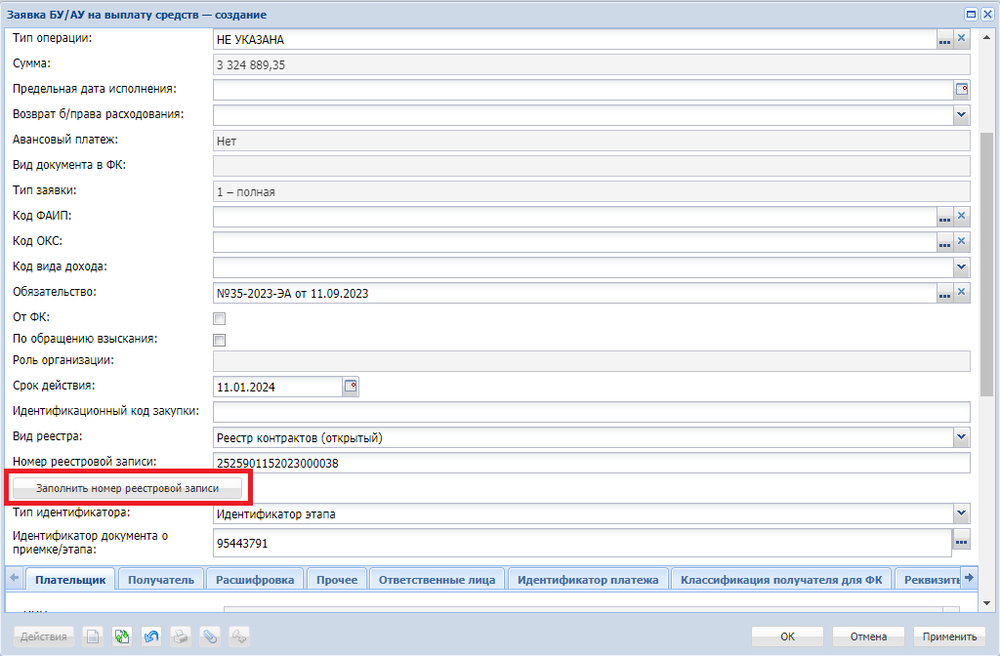 Заявка БУ/АУ на выплату средств — создание
Тип операции: НЕ УКАЗАНА
Сумма: 3 324 889,35
Предельная дата исполнения:
Возврат б/права расходования:
Авансовый платеж: Нет
Вид документа в ФК:
Тип заявки: 1 – полная
Код ФАИП:
Код ОКС:
Код вида дохода:
Обязательство: №35-2023-ЭА от 11.09.2023
От ФК:
По обращению взыскания:
Роль организации:
Срок действия: 11.01.2024
Идентификационный код закупки:
Вид реестра: Реестр контрактов (открытый)
Номер реестровой записи: 2525901152023000038
Заполнить номер реестровой записи
Тип идентификатора: Идентификатор этапа
Идентификатор документа о
приемке/этапа: 95443791
Плательщик Получатель Расшифровка Прочее Ответственные лица Идентификатор платежа Классификация получателя для ФК Реквизиты
Действия ОК Отмена Применить